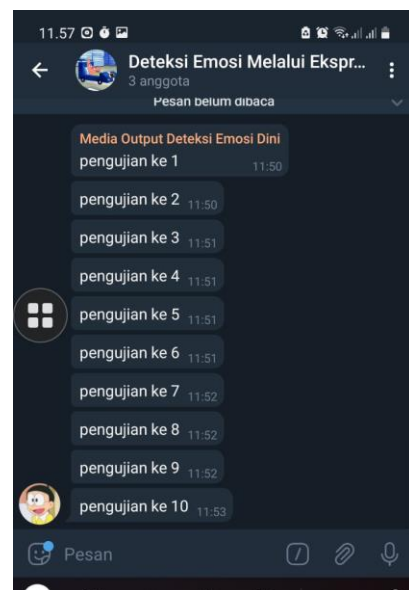 11.57
Deteksi Emosi Melalui Ekspr...
3 anggota
Pesan belum dibaca
Media Output Deteksi Emosi Dini
pengujian ke 1 11:50
pengujian ke 2 11:50
pengujian ke 3 11:51
pengujian ke 4 11:51
pengujian ke 5 11:51
pengujian ke 6 11:51
pengujian ke 7 11:52
pengujian ke 8 11:52
pengujian ke 9 11:52
pengujian ke 10 11:53
Pesan